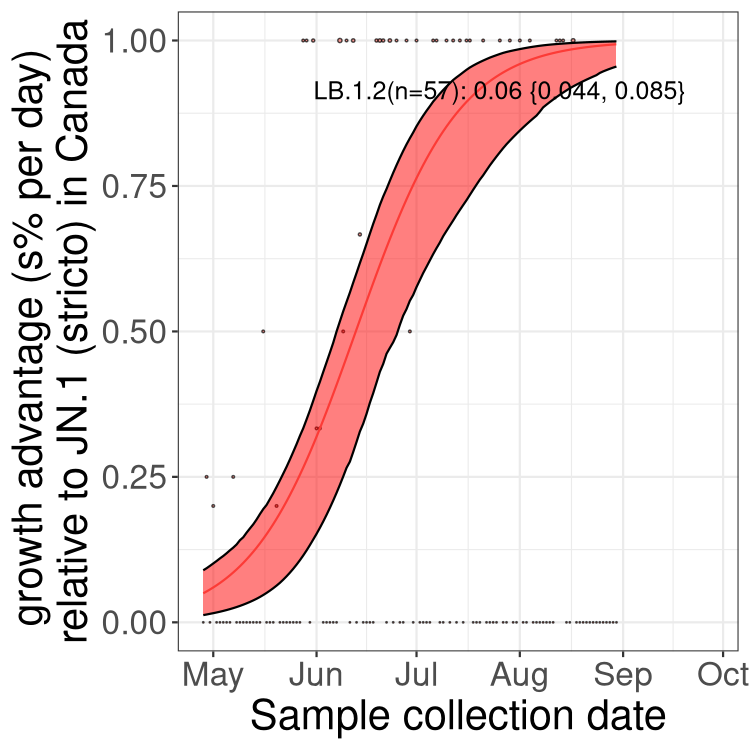 growth advantage (s% per day)
relative to JN.1 (stricto) in Canada
1.00
0.75
0.50
0.25
0.00
LB.1.2(n=57): 0.06 {0.044, 0.085}
May Jun Jul Aug Sep Oct
Sample collection date